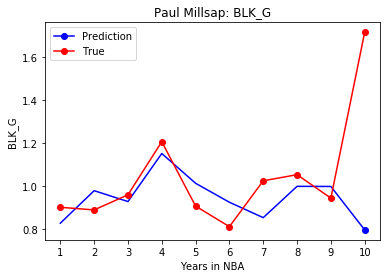 Paul Millsap: BLK_G
Prediction
True
1.6
1.4
1.2
1.0
0.8
BLK_G
1 2 3 4 5 6 7 8 9 10
Years in NBA